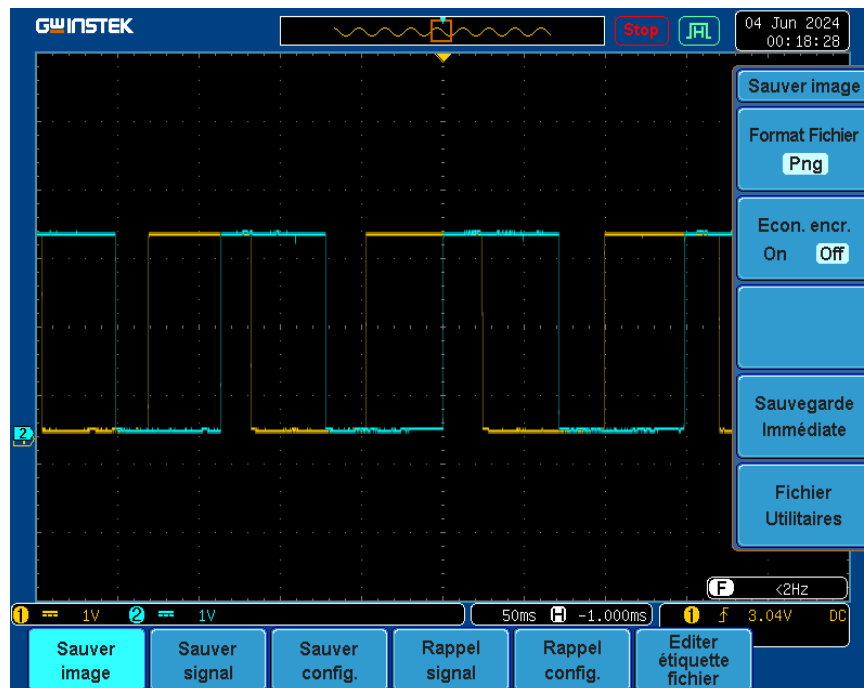 GWINSTEK
Stop
04 Jun 2024
00:18:28
Sauver image
Format Fichier
Png
Econ. encr.
On Off
Sauvegarde
Immédiate
Fichier
Utilitaires
2
F <2Hz
1 1V 2 1V 50ms H -1.000ms 1 3.04V DC
Sauver
image
Sauver
signal
Sauver
config.
Rappel
signal
Rappel
config.
Editer
étiquette
fichier